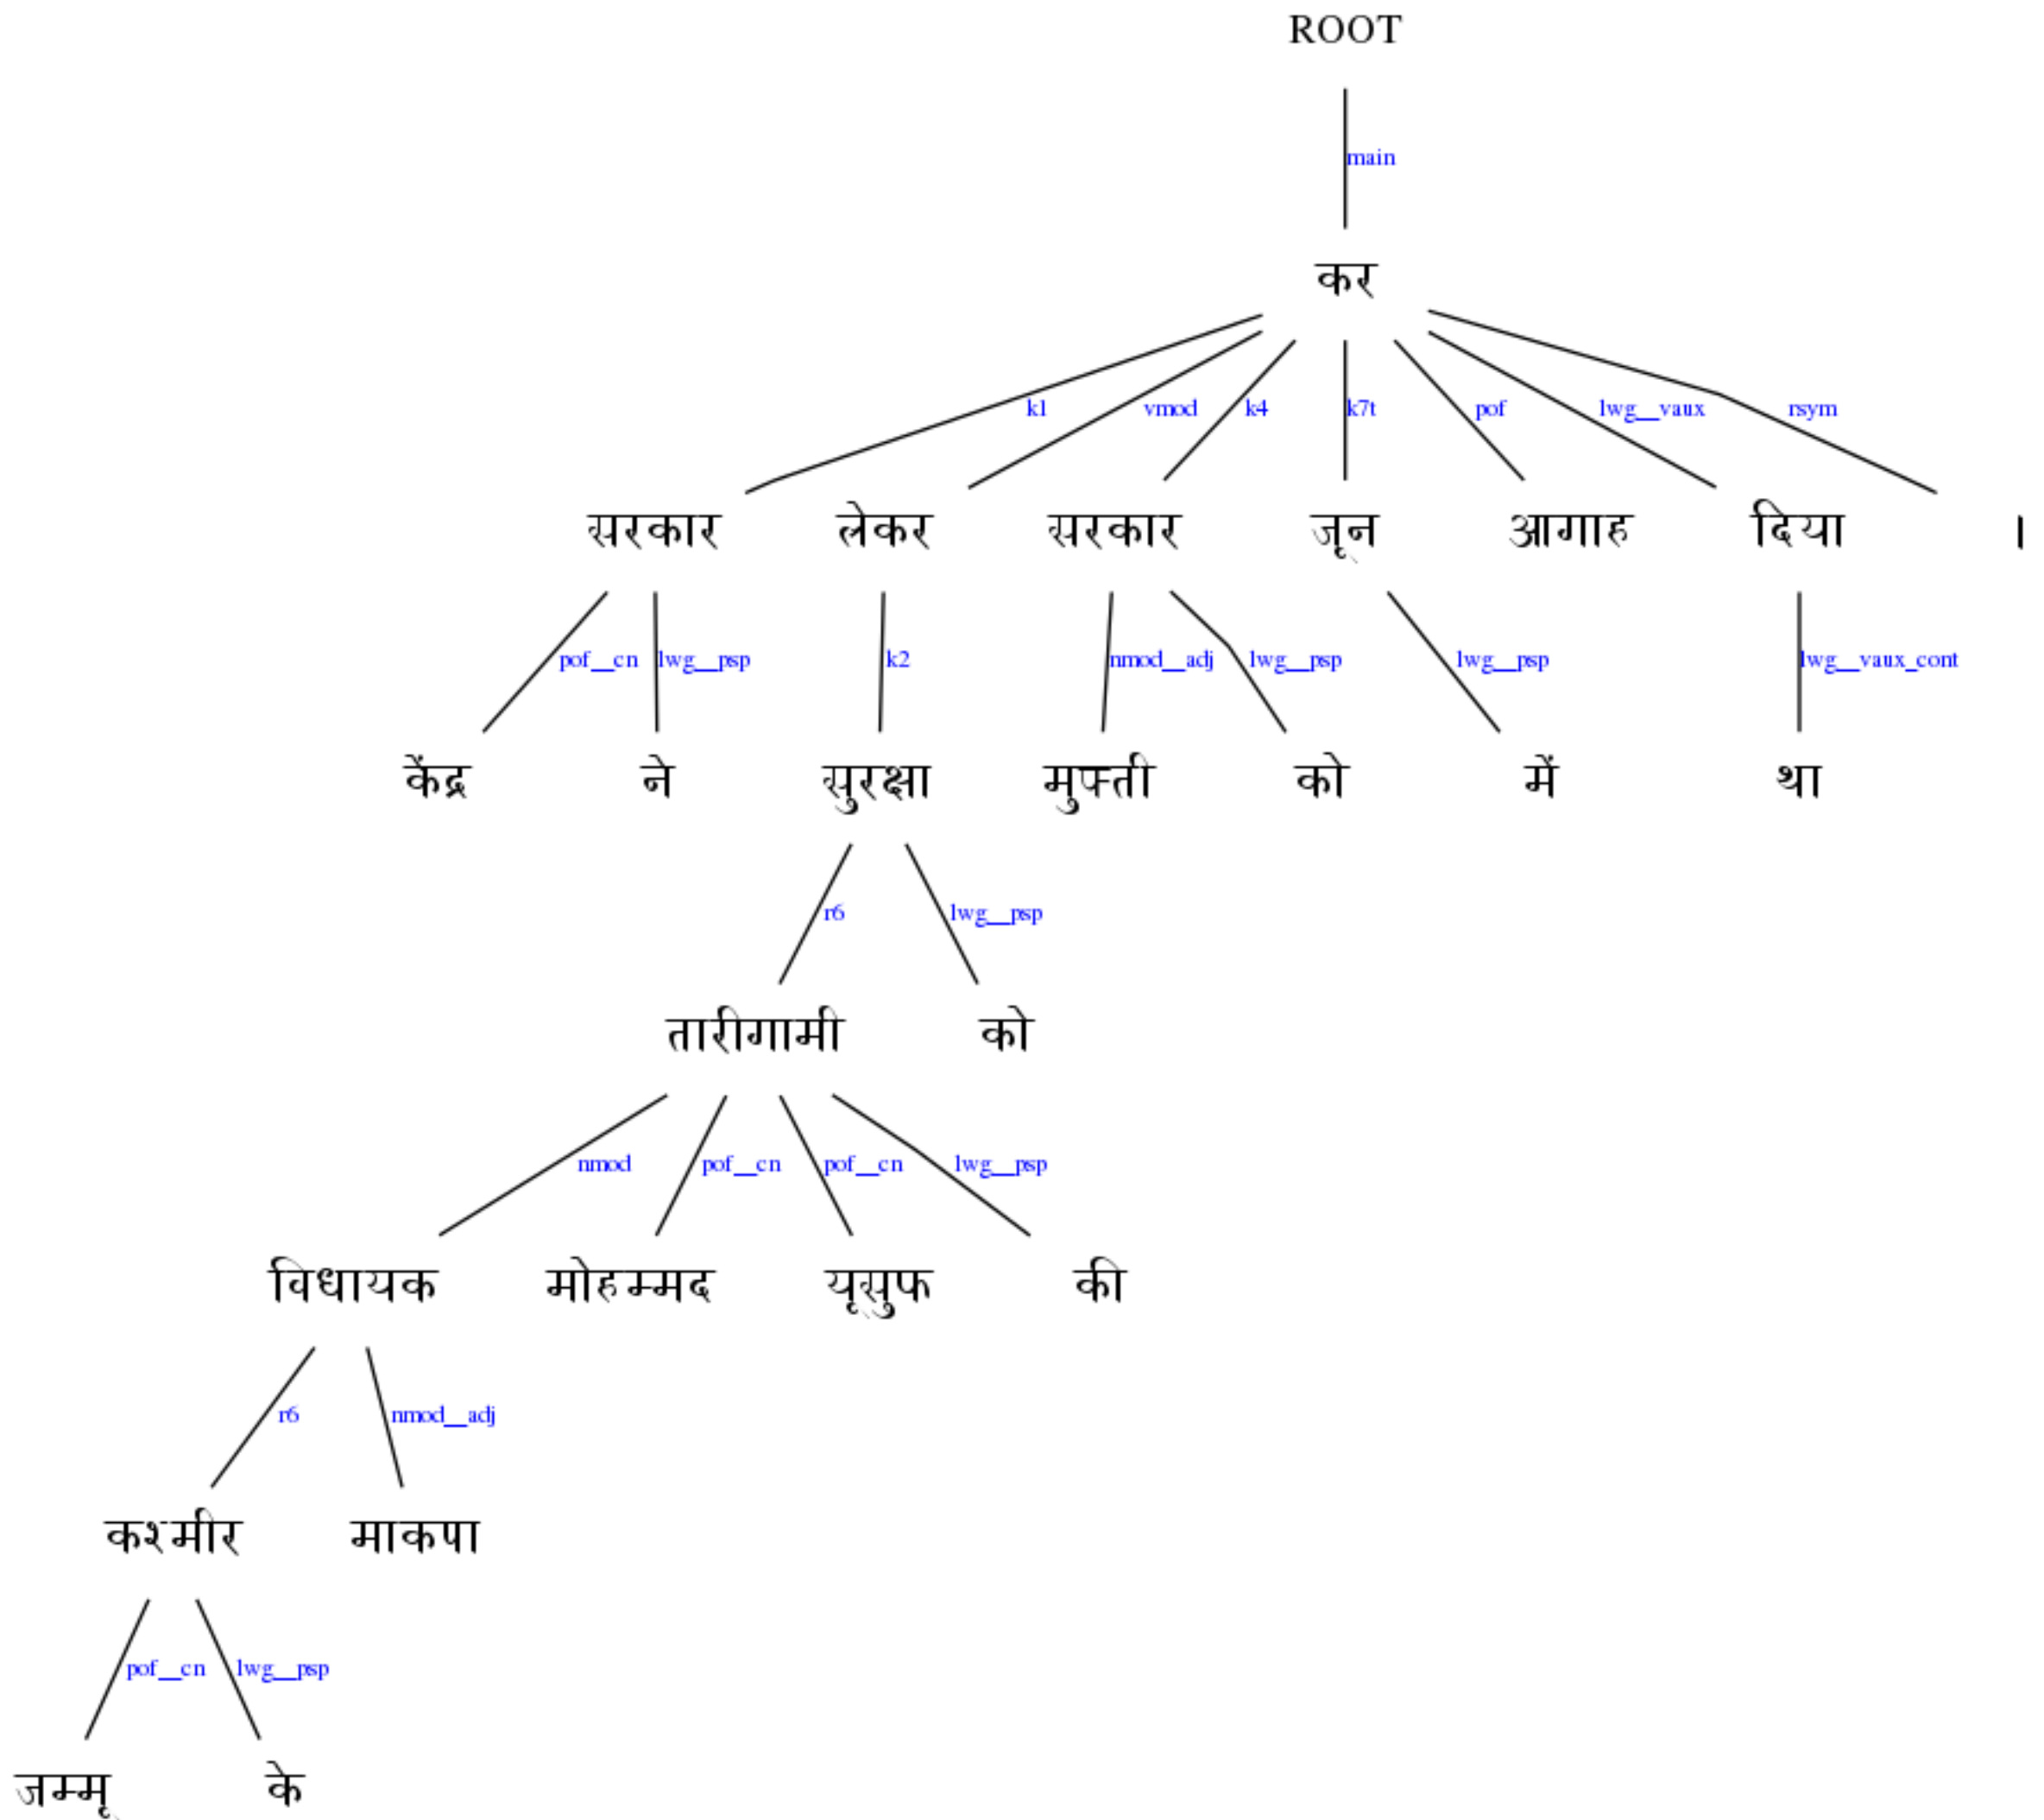 ROOT
main
कर
k1 vmod k4 k7t pof lwg__vaux rsym
सरकार लेकर सरकार जून आगाह दिया ।
pof__cn lwg__psp k2 nmod__adj lwg__psp lwg__psp lwg__vaux_cont
केंद्र ने सुरक्षा मुफ्ती को में था
r6 lwg__psp
तारीगामी को
nmod pof__cn pof__cn lwg__psp
विधायक मोहम्मद यूसुफ की
r6 nmod__adj
कश्मीर माकपा
pof__cn lwg__psp
जम्मू के